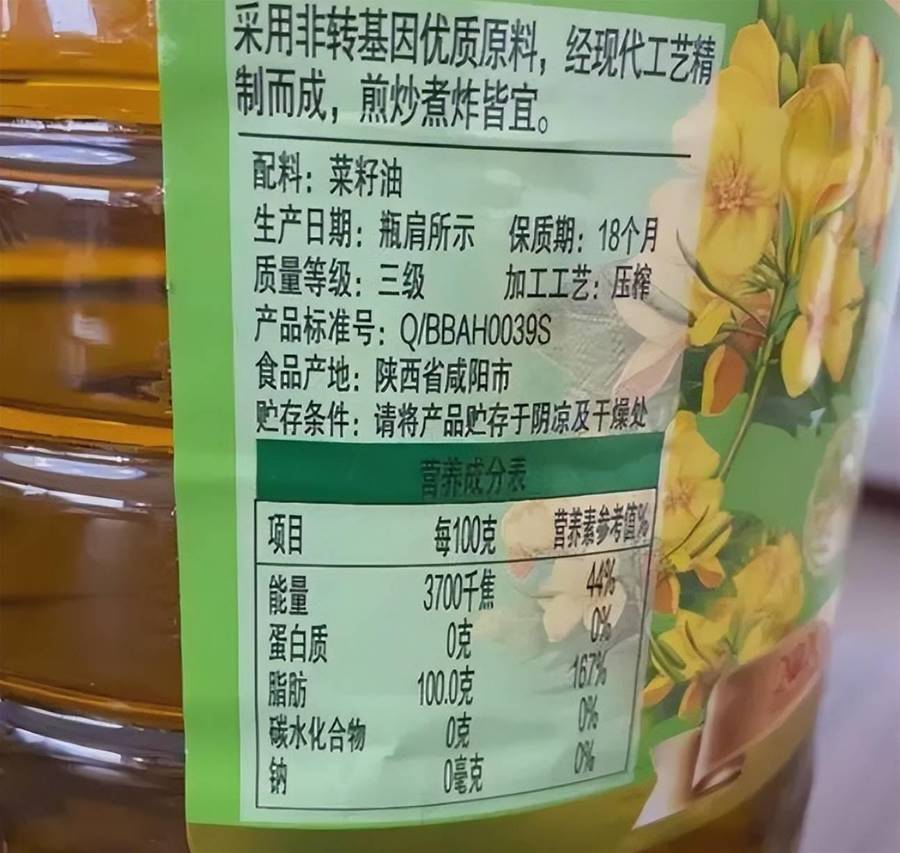 采用非转基因优质原料，经现代工艺精
制而成，煎炒煮炸皆宜。
配料：菜籽油
生产日期：瓶肩所示 保质期：18个月
质量等级：三级 加工工艺：压榨
产品标准号：Q/BBAH0039S
食品产地：陕西省咸阳市
贮存条件：请将产品贮存于阴凉及干燥处
营养成分表
项目 每100克 营养素参考值%
能量 3700千焦 44%
蛋白质 0克 0%
脂肪 100.0克 167%
碳水化合物 0克 0%
钠 0毫克 0%